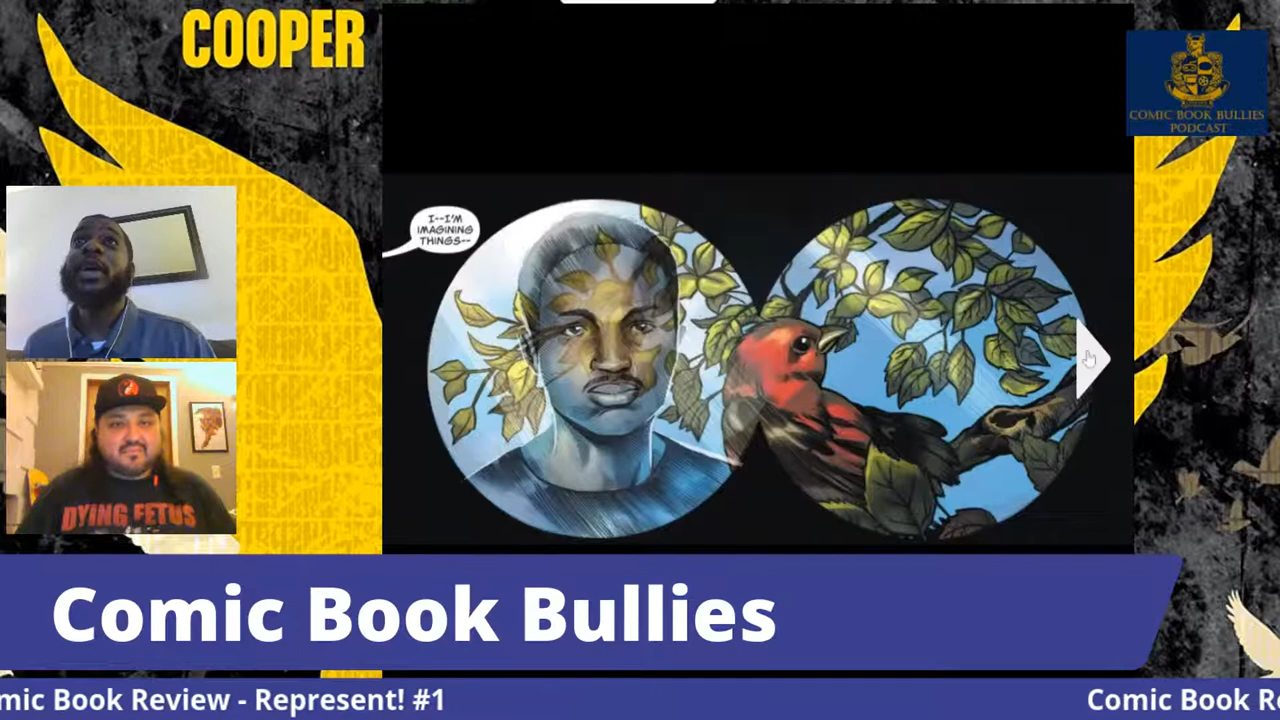 COOPER
COMIC BOOK BULLIES
PODCAST
I--I'M
IMAGINING
THINGS--
DYING FETUS
Comic Book Bullies
mic Book Review - Represent! #1
Comic Book Re